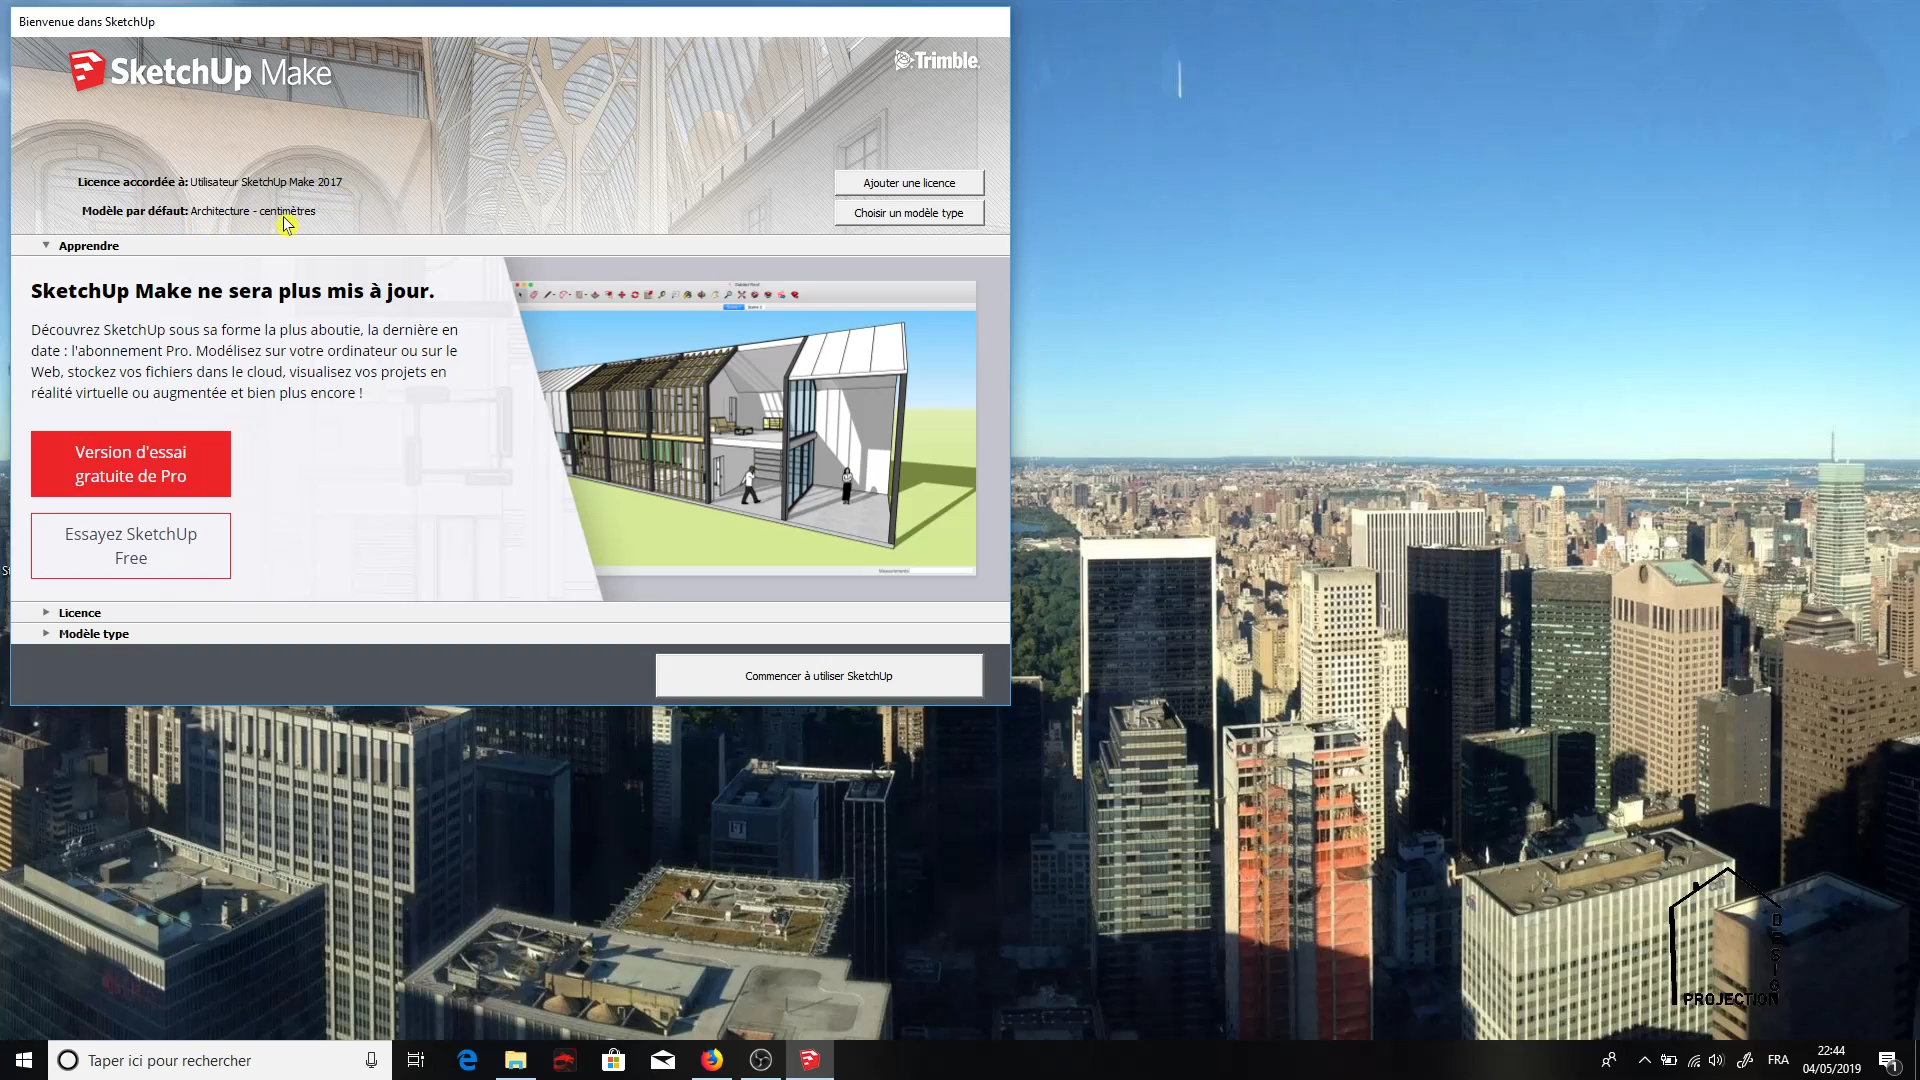 Bienvenue dans SketchUp
SketchUp Make
Trimble.
Licence accordée à: Utilisateur SketchUp Make 2017
Ajouter une licence
Modèle par défaut: Architecture - centimètres
Choisir un modèle type
Apprendre
SketchUp Make ne sera plus mis à jour.
Découvrez SketchUp sous sa forme la plus aboutie, la dernière en
date : l'abonnement Pro. Modélisez sur votre ordinateur ou sur le
Web, stockez vos fichiers dans le cloud, visualisez vos projets en
réalité virtuelle ou augmentée et bien plus encore !
Version d'essai
gratuite de Pro
Essayez SketchUp
Free
Licence
Modèle type
Commencer à utiliser SketchUp
DESIGN
PROJECTION
Taper ici pour rechercher
FRA
22:44
04/05/2019
1